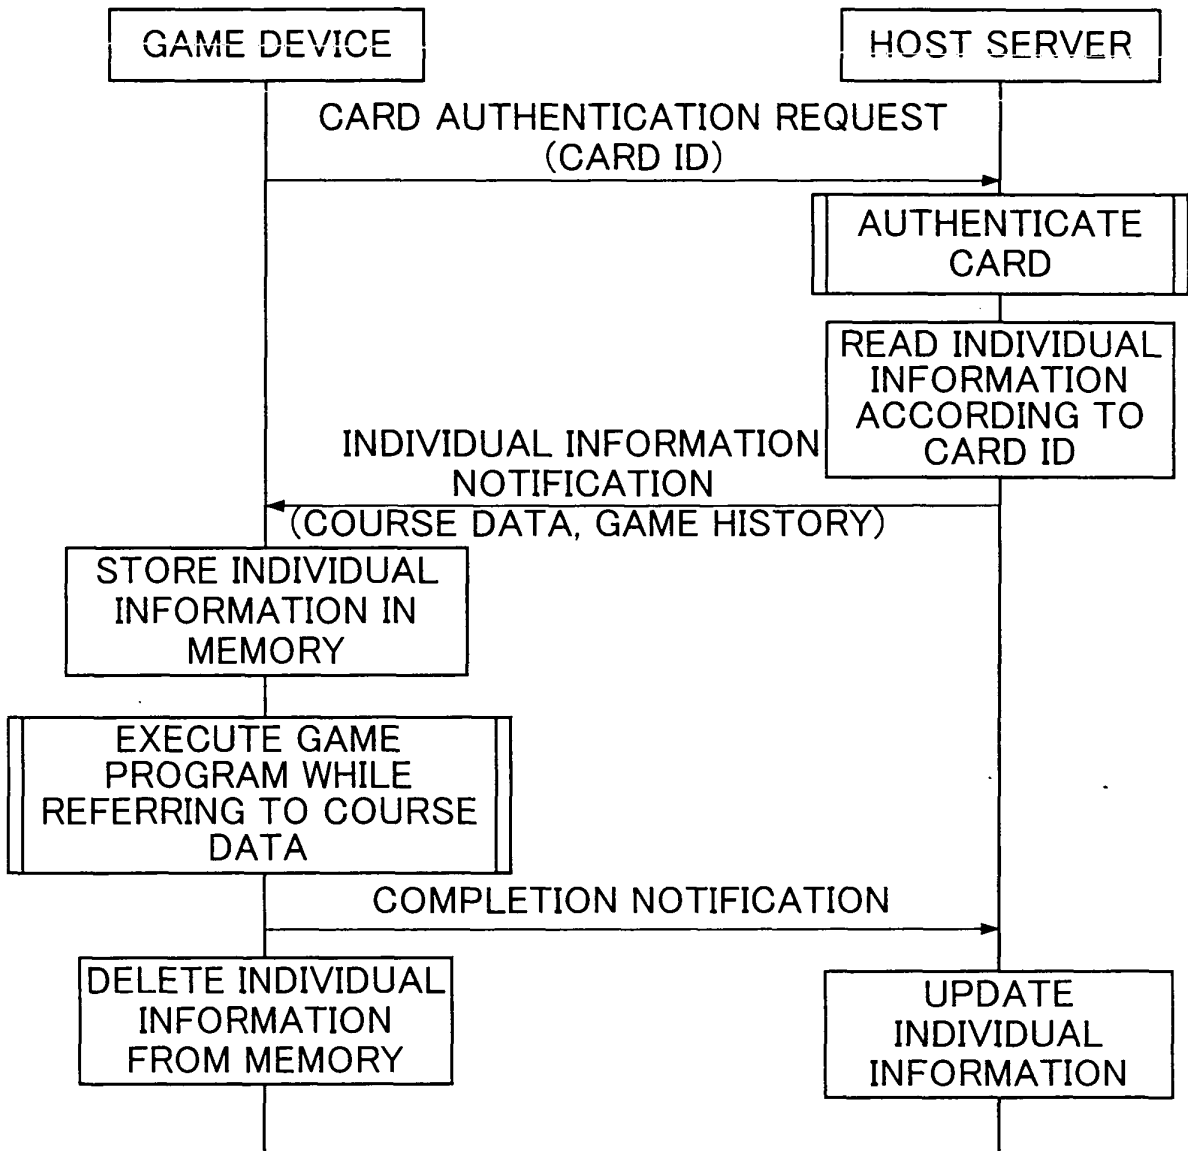 GAME DEVICE
HOST SERVER
CARD AUTHENTICATION REQUEST
(CARD ID)
AUTHENTICATE
CARD
READ INDIVIDUAL
INFORMATION
ACCORDING TO
CARD ID
INDIVIDUAL INFORMATION
NOTIFICATION
(COURSE DATA, GAME HISTORY)
STORE INDIVIDUAL
INFORMATION IN
MEMORY
EXECUTE GAME
PROGRAM WHILE
REFERRING TO COURSE
DATA
COMPLETION NOTIFICATION
DELETE INDIVIDUAL
INFORMATION
FROM MEMORY
UPDATE
INDIVIDUAL
INFORMATION